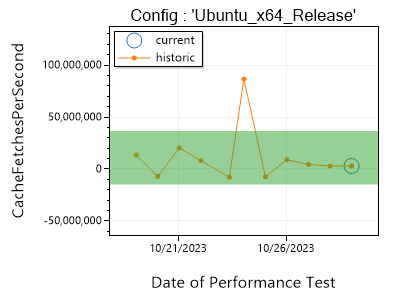 Config : 'Ubuntu_x64_Release'
current
historic
CacheFetchesPerSecond
100,000,000
50,000,000
0
-50,000,000
10/21/2023
10/26/2023
Date of Performance Test